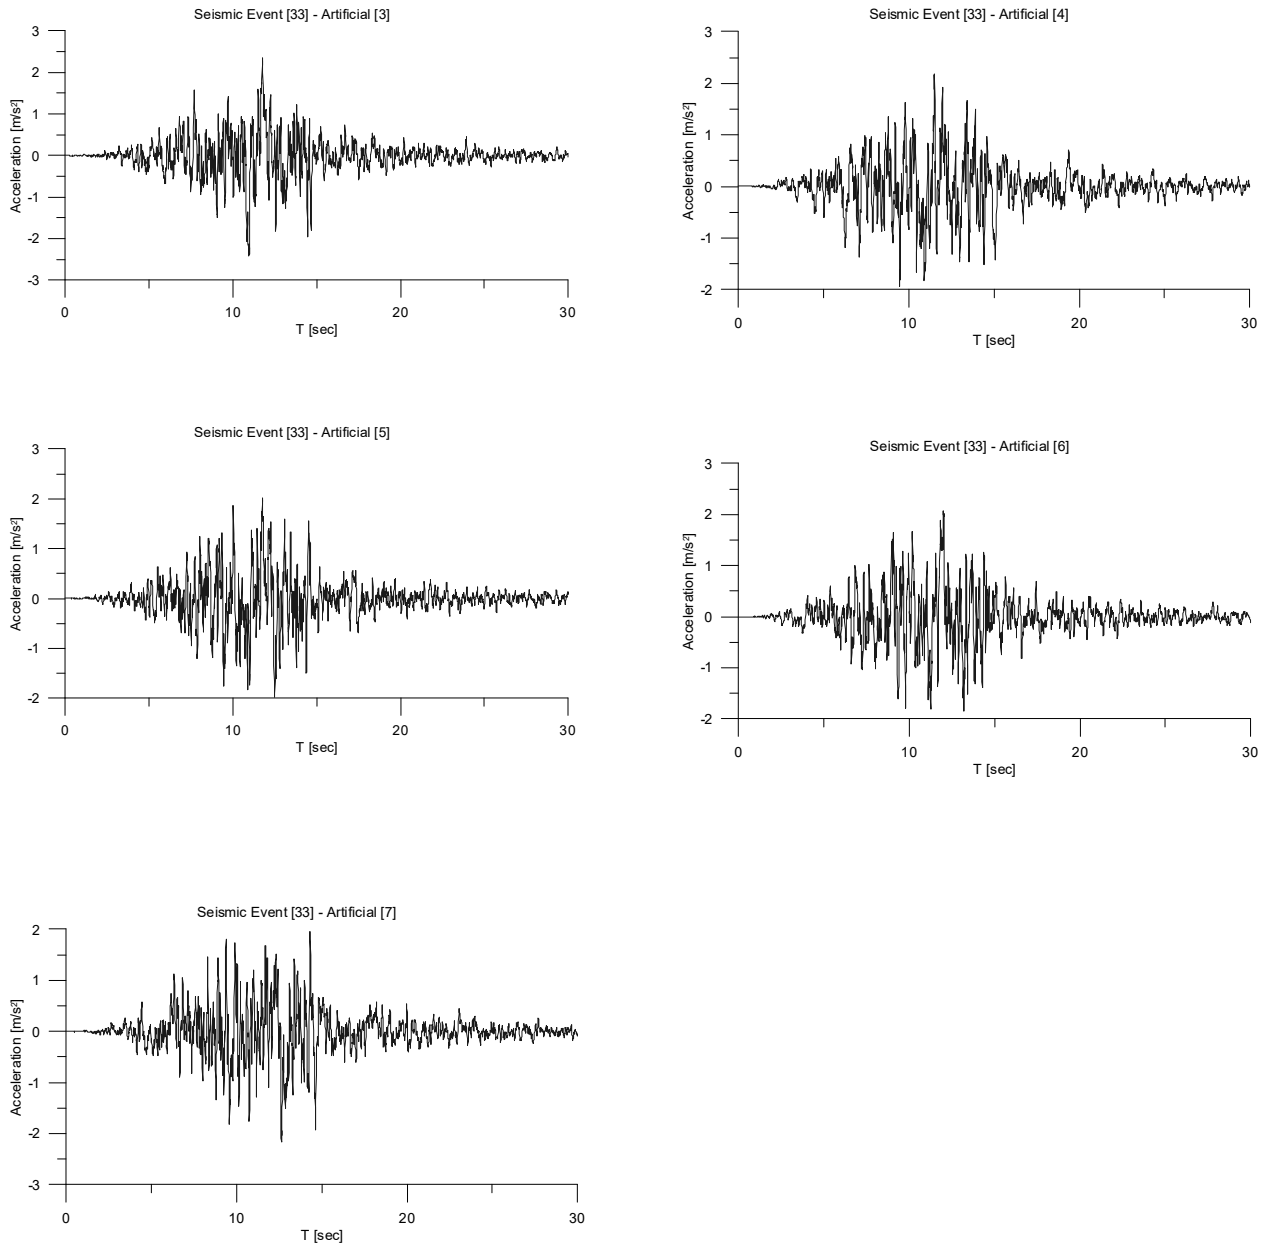 Seismic Event [33] - Artificial [3]
3
2
1
0
-1
-2
-3
Acceleration [m/s²]
0 10 20 30
T [sec]
Seismic Event [33] - Artificial [4]
3
2
1
0
-1
-2
Acceleration [m/s²]
0 10 20 30
T [sec]
Seismic Event [33] - Artificial [5]
3
2
1
0
-1
-2
Acceleration [m/s²]
0 10 20 30
T [sec]
Seismic Event [33] - Artificial [6]
3
2
1
0
-1
-2
Acceleration [m/s²]
0 10 20 30
T [sec]
Seismic Event [33] - Artificial [7]
2
1
0
-1
-2
-3
Acceleration [m/s²]
0 10 20 30
T [sec]